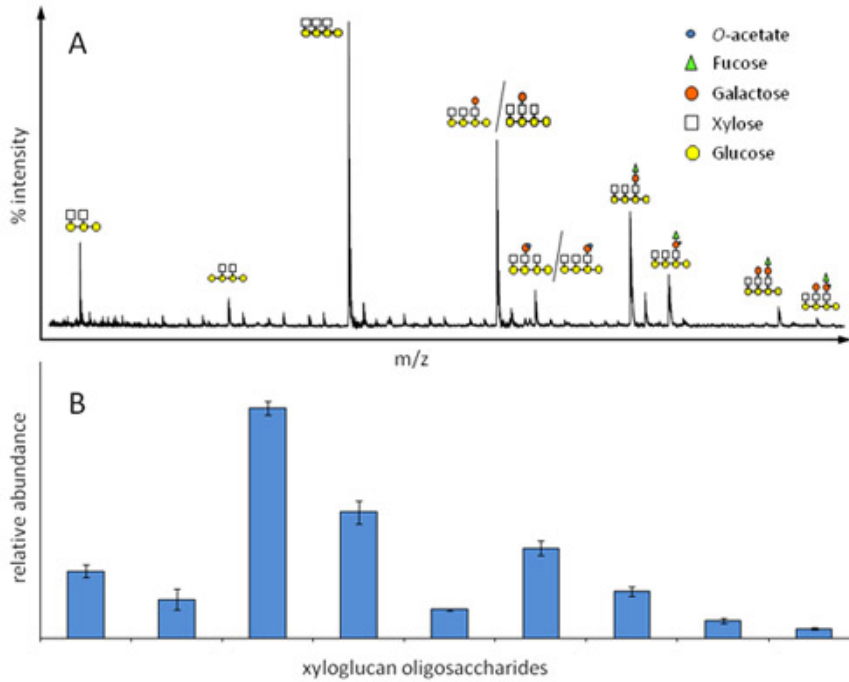 A
O-acetate
Fucose
Galactose
Xylose
Glucose
% intensity
m/z
B
relative abundance
xyloglucan oligosaccharides